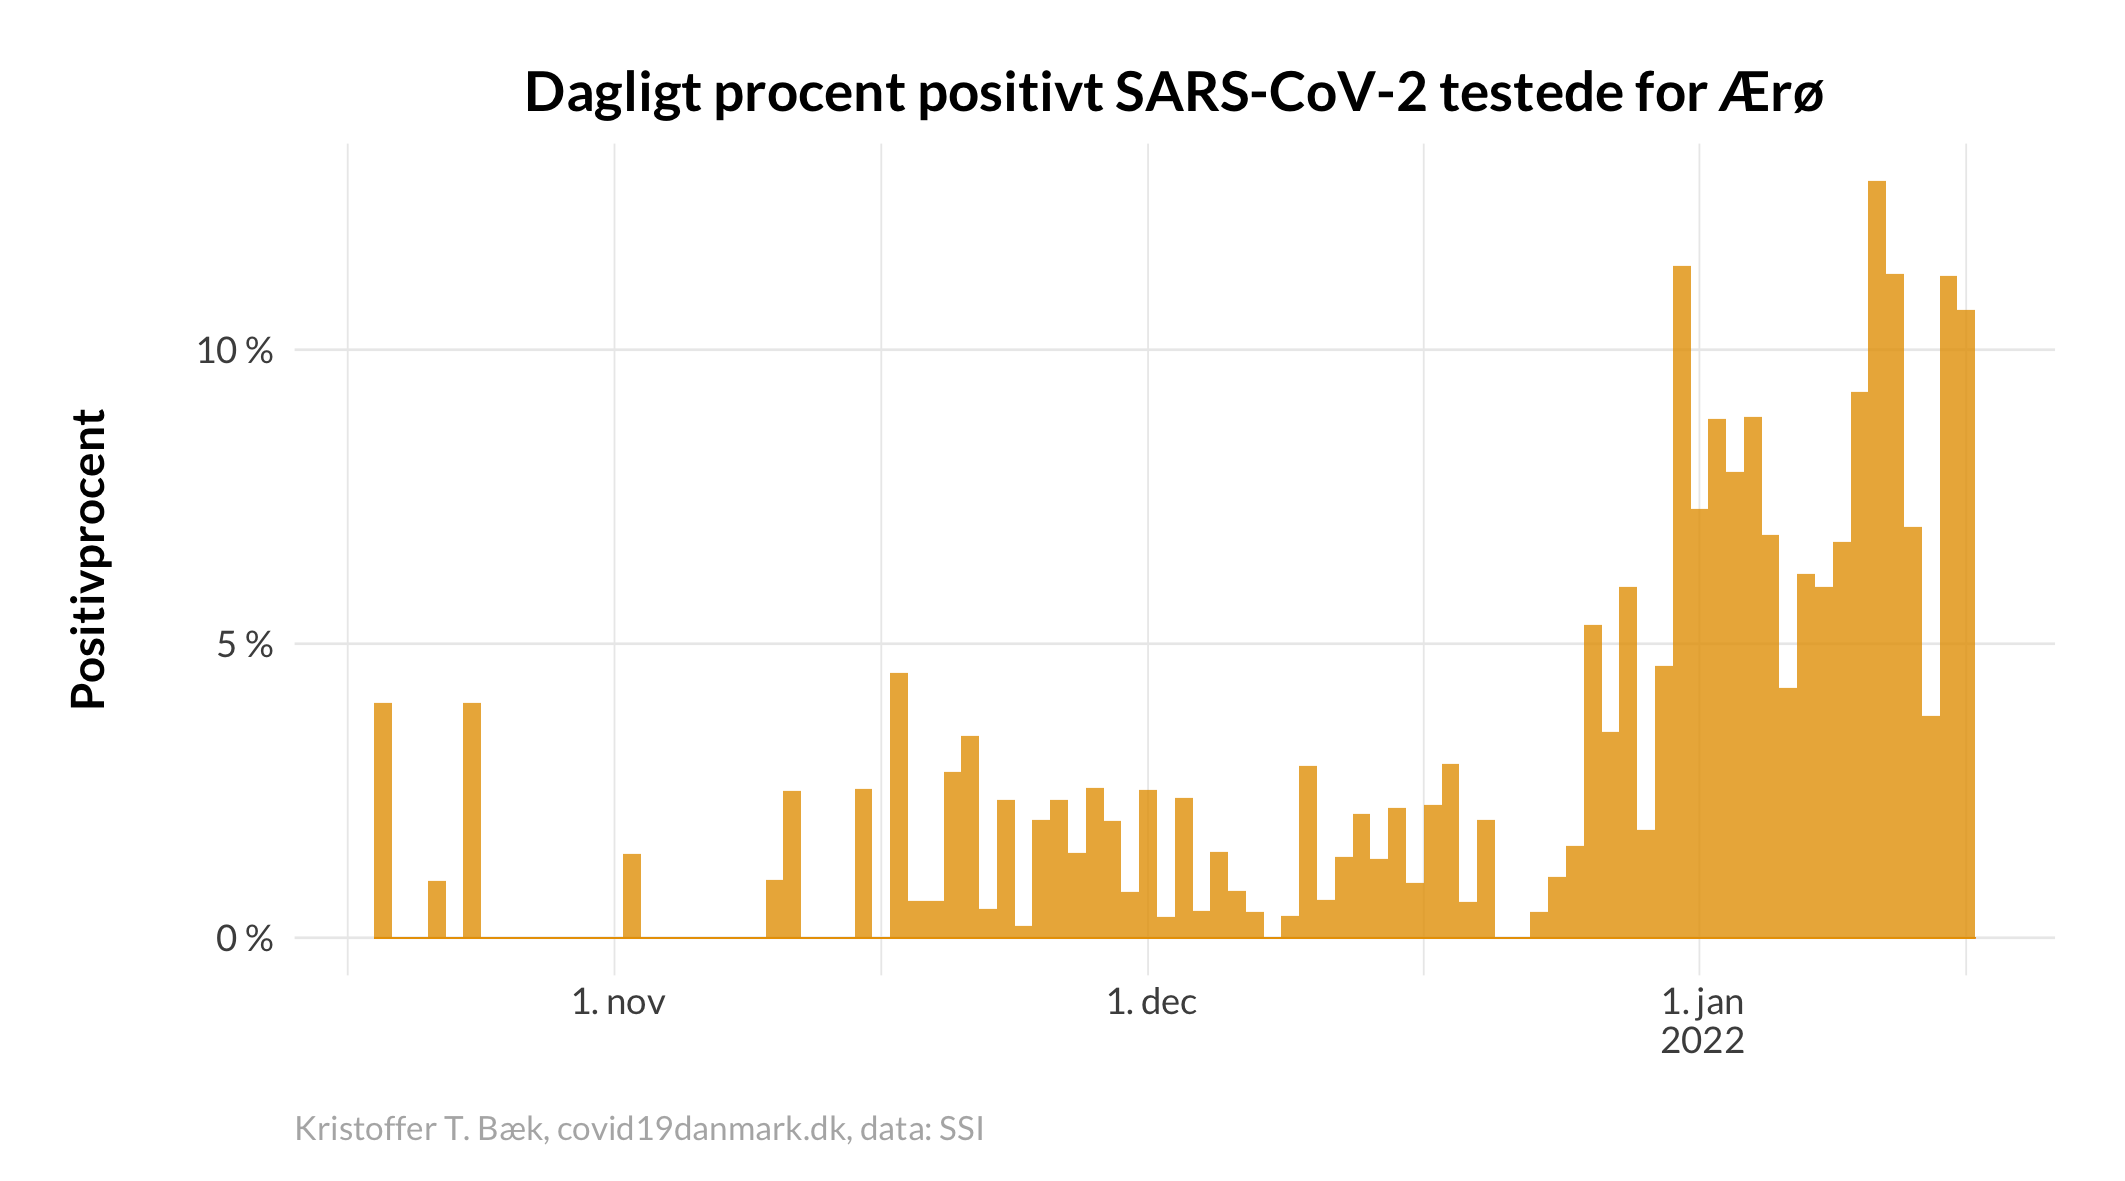 Dagligt procent positivt SARS-CoV-2 testede for Ærø
Positivprocent
10 %
5 %
0 %
1. nov
1. dec
1. jan
2022
Kristoffer T. Bæk, covid19danmark.dk, data: SSI